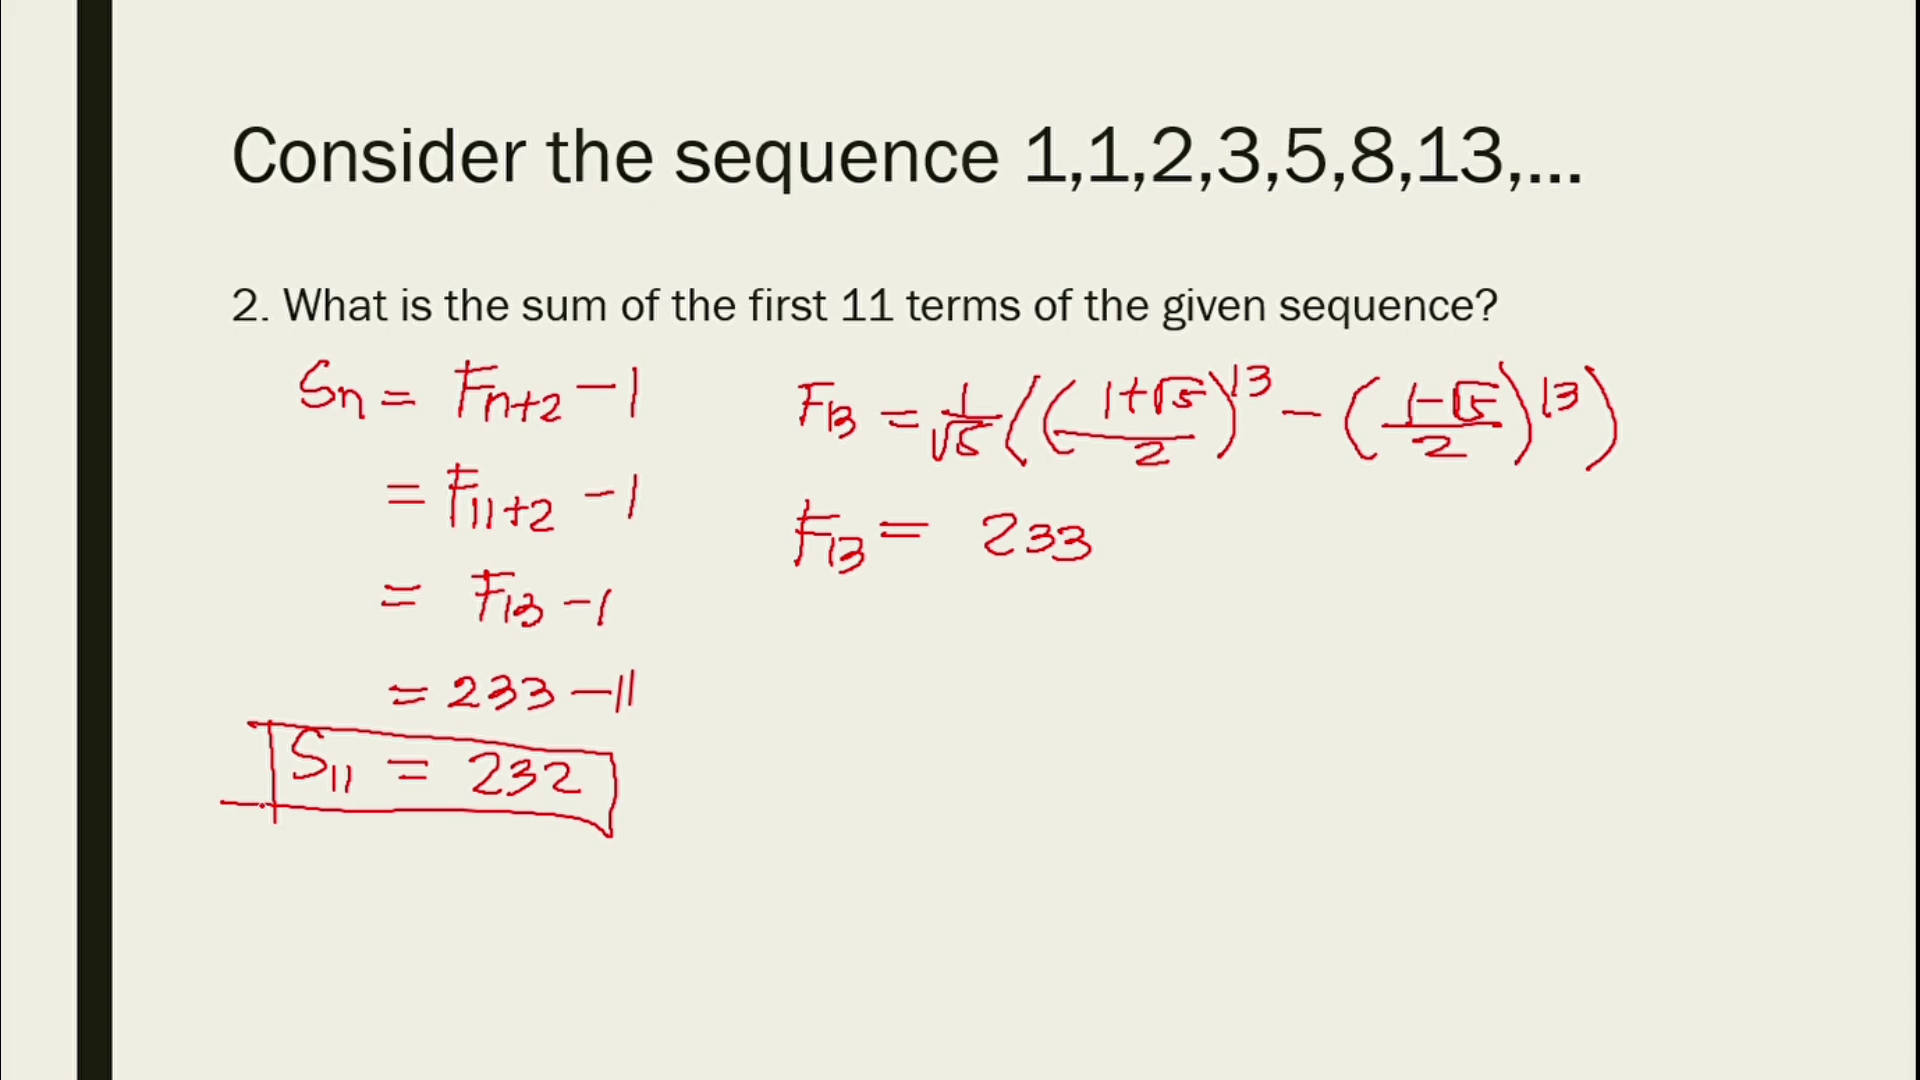 Consider the sequence 1,1,2,3,5,8,13,...
2. What is the sum of the first 11 terms of the given sequence?
Sn = Fn+2 - 1
= F11+2 - 1
= F13 - 1
= 233 - 11
S11 = 232
F13 = 1/√5 ( ( (1+√5)/2 )^13 - ( (1-√5)/2 )^13 )
F13 = 233